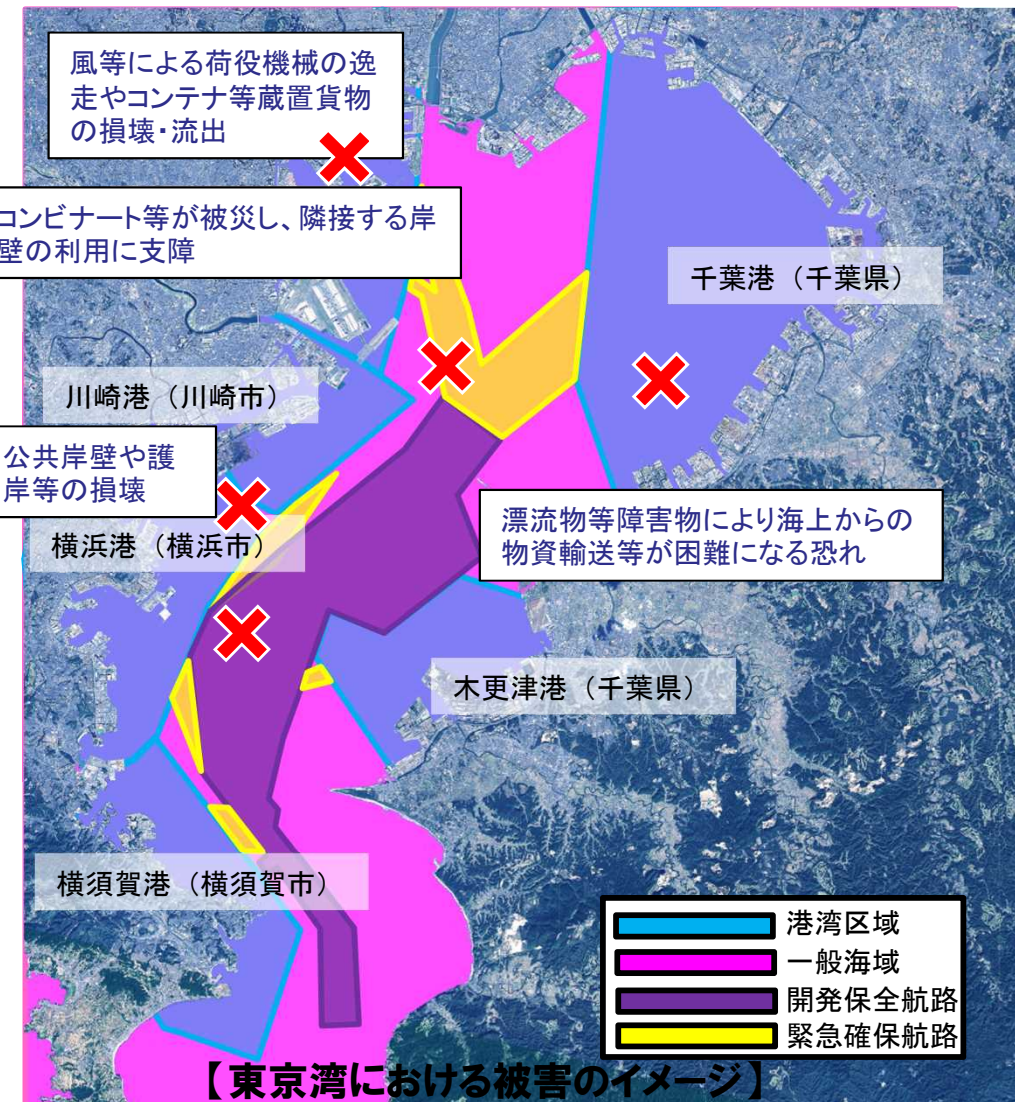 風等による荷役機械の逸
走やコンテナ等蔵置貨物
の損壊・流出
コンビナート等が被災し、隣接する岸
壁の利用に支障
千葉港（千葉県）
川崎港（川崎市）
公共岸壁や護
岸等の損壊
横浜港（横浜市）
漂流物等障害物により海上からの
物資輸送等が困難になる恐れ
木更津港（千葉県）
横須賀港（横須賀市）
港湾区域
一般海域
開発保全航路
緊急確保航路
【東京湾における被害のイメージ】